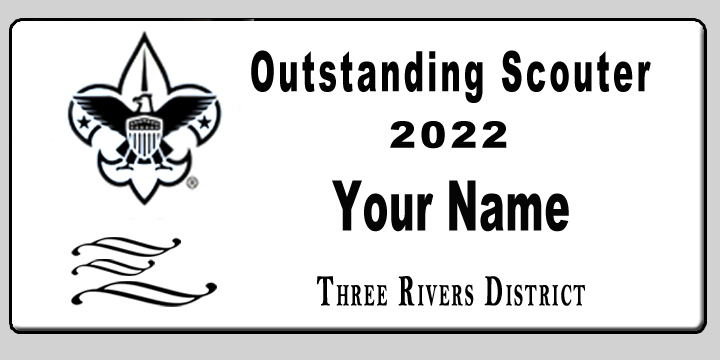 Outstanding Scouter
2022
Your Name
®
THREE RIVERS DISTRICT